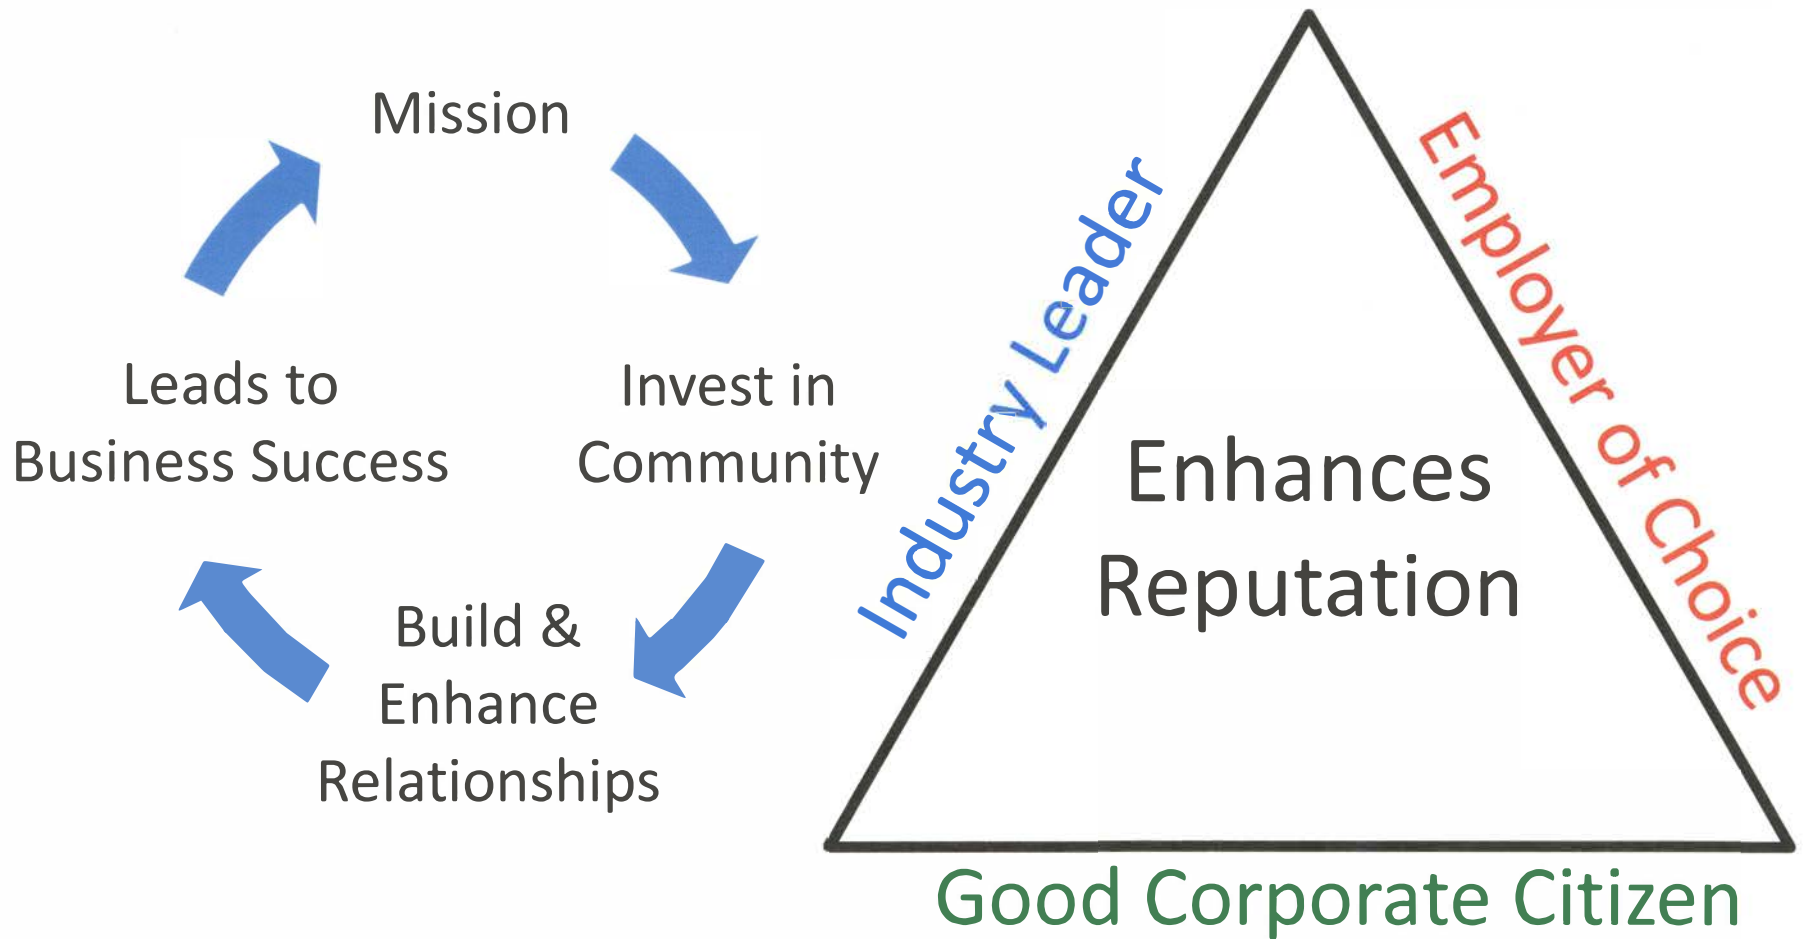 Mission
Invest in
Community
Build &
Enhance
Relationships
Leads to
Business Success
Industry Leader
Employer of Choice
Enhances
Reputation
Good Corporate Citizen